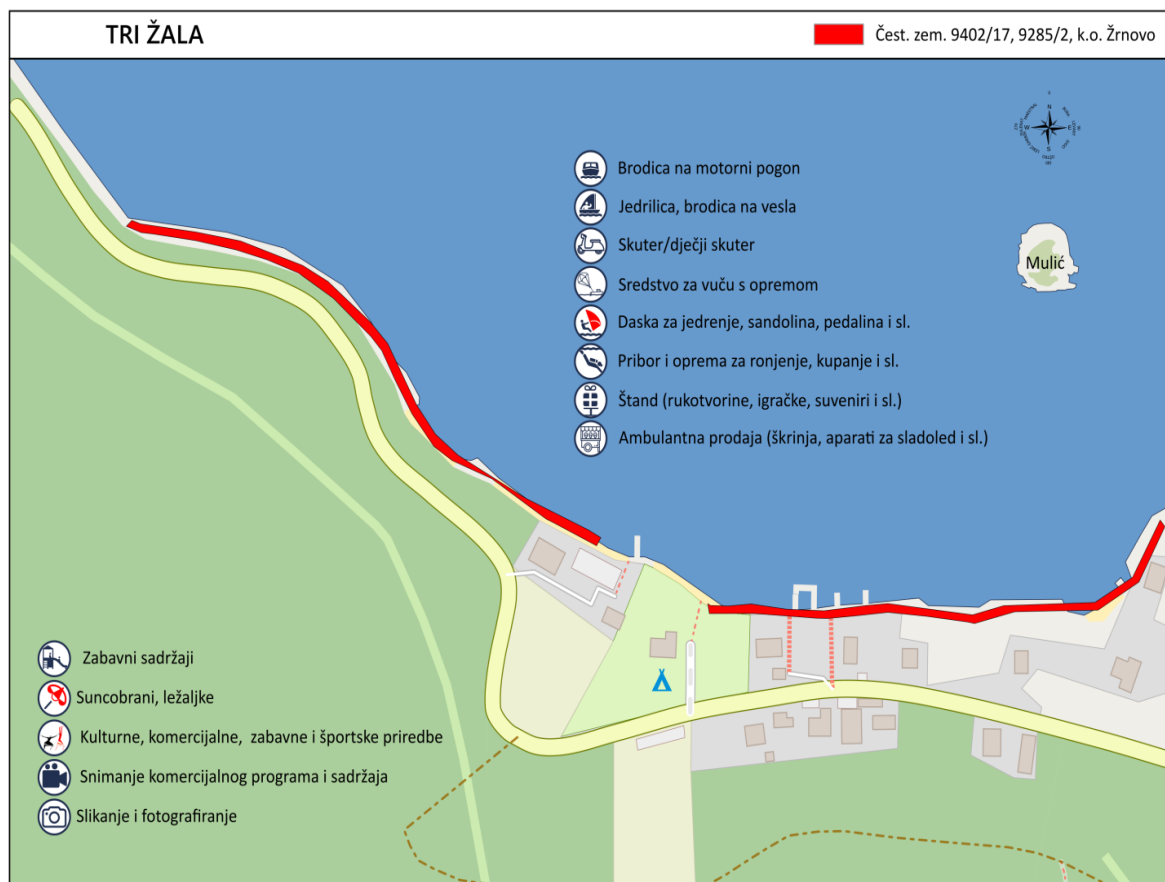 TRI ŽALA
Čest. zem. 9402/17, 9285/2, k.o. Žrnovo
N
W E
S
Brodica na motorni pogon
Jedrilica, brodica na vesla
Skuter/dječji skuter
Sredstvo za vuču s opremom
Mulić
Daska za jedrenje, sandolina, pedalina i sl.
Pribor i oprema za ronjenje, kupanje i sl.
Štand (rukotvorine, igračke, suveniri i sl.)
Ambulantna prodaja (škrinja, aparati za sladoled i sl.)
Zabavni sadržaji
Suncobrani, ležaljke
Kulturne, komercijalne, zabavne i športske priredbe
Snimanje komercijalnog programa i sadržaja
Slikanje i fotografiranje